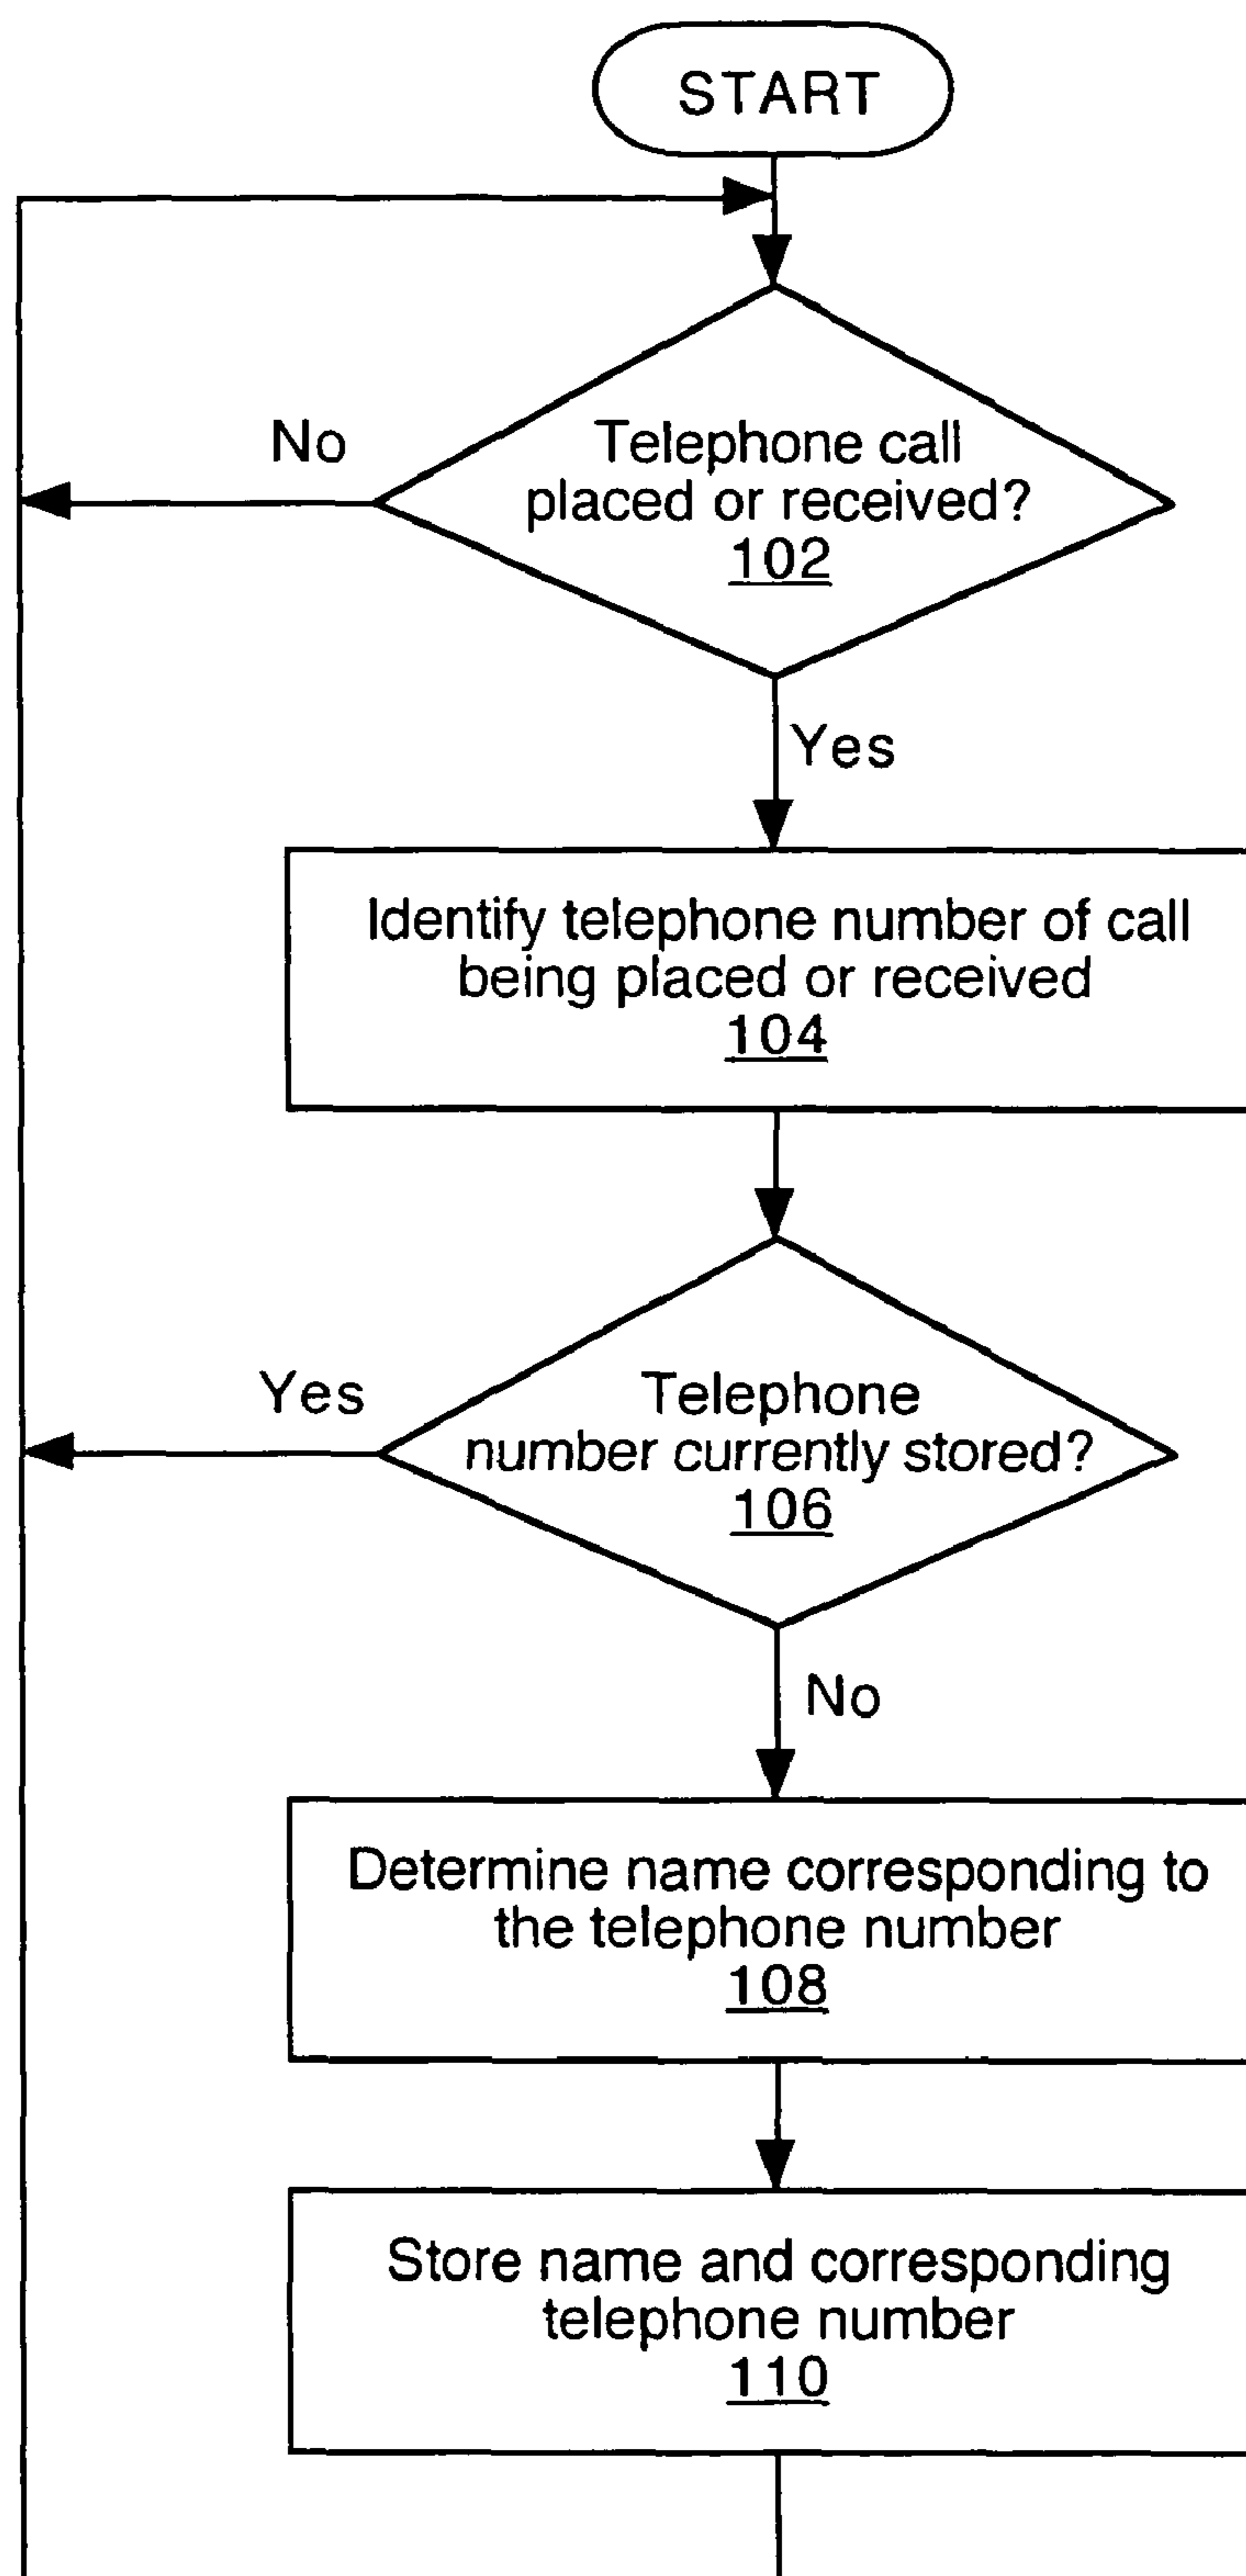 START
No
Telephone call
placed or received?
102
Yes
Identify telephone number of call
being placed or received
104
Yes
Telephone
number currently stored?
106
No
Determine name corresponding to
the telephone number
108
Store name and corresponding
telephone number
110